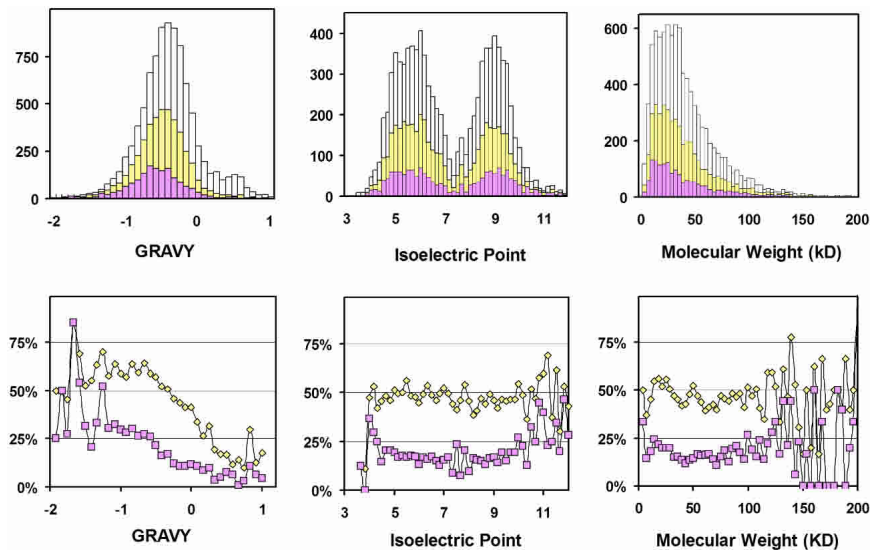 750
500
250
0
-2 -1 0 1
GRAVY
400
300
200
100
0
3 5 7 9 11
Isoelectric Point
600
400
200
0
0 50 100 150 200
Molecular Weight (kD)
75%
50%
25%
0%
-2 -1 0 1
GRAVY
75%
50%
25%
0%
3 5 7 9 11
Isoelectric Point
75%
50%
25%
0%
0 50 100 150 200
Molecular Weight (KD)